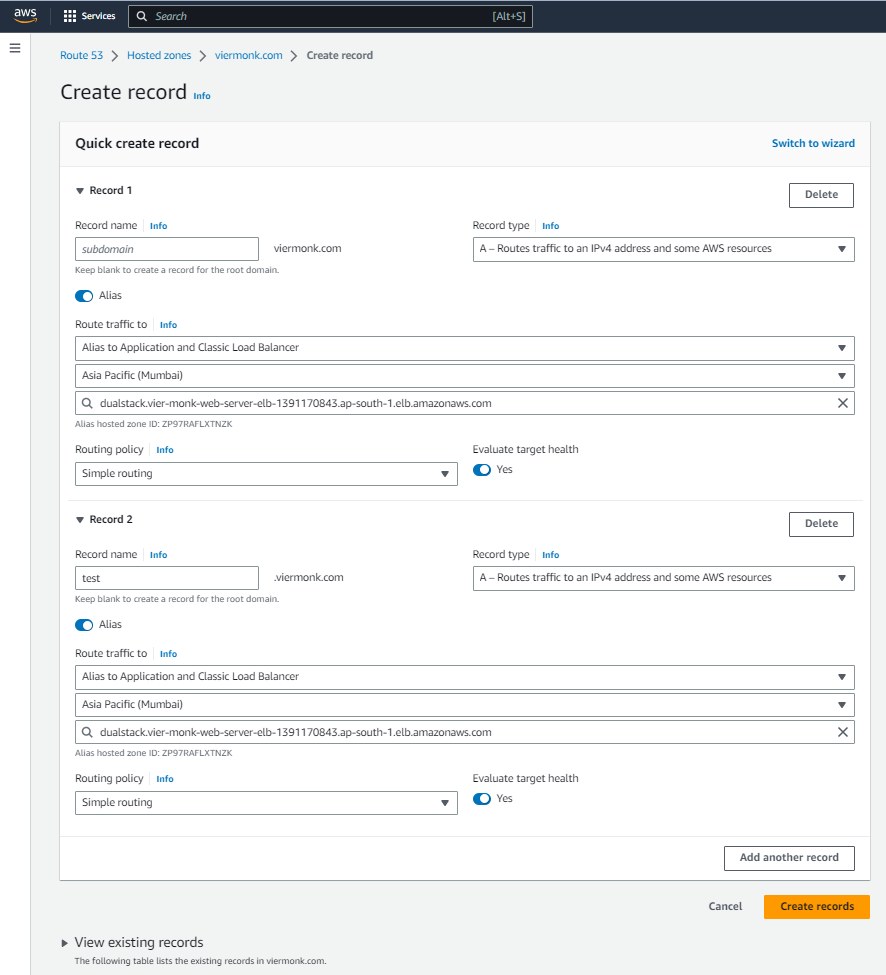 aws Services Search [Alt+S]
Route 53 Hosted zones viermonk.com Create record
Create record Info
Quick create record Switch to wizard
Record 1 Delete
Record name Info Record type Info
subdomain viermonk.com A – Routes traffic to an IPv4 address and some AWS resources
Keep blank to create a record for the root domain.
Alias
Route traffic to Info
Alias to Application and Classic Load Balancer
Asia Pacific (Mumbai)
dualstack.vier-monk-web-server-elb-1391170843.ap-south-1.elb.amazonaws.com
Alias hosted zone ID: ZP97RAFLXTNZK
Routing policy Info Evaluate target health
Simple routing Yes
Record 2 Delete
Record name Info Record type Info
test .viermonk.com A – Routes traffic to an IPv4 address and some AWS resources
Keep blank to create a record for the root domain.
Alias
Route traffic to Info
Alias to Application and Classic Load Balancer
Asia Pacific (Mumbai)
dualstack.vier-monk-web-server-elb-1391170843.ap-south-1.elb.amazonaws.com
Alias hosted zone ID: ZP97RAFLXTNZK
Routing policy Info Evaluate target health
Simple routing Yes
Add another record
Cancel Create records
View existing records
The following table lists the existing records in viermonk.com.